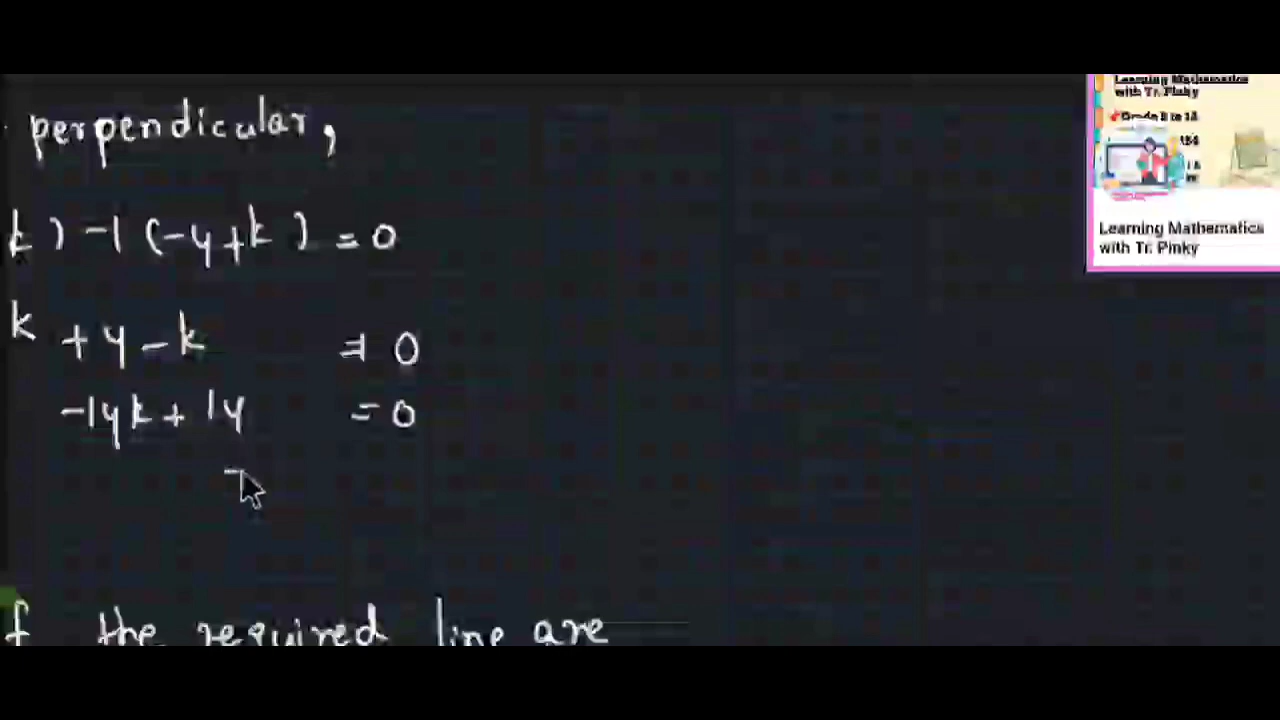 perpendicular,
k) -1 (-4+k) = 0
k + 4 - k = 0
-14k + 14 = 0
f the required line are
Learning Mathematics
with Tr. Pinky
Learning Mathematics
with Tr. Pinky